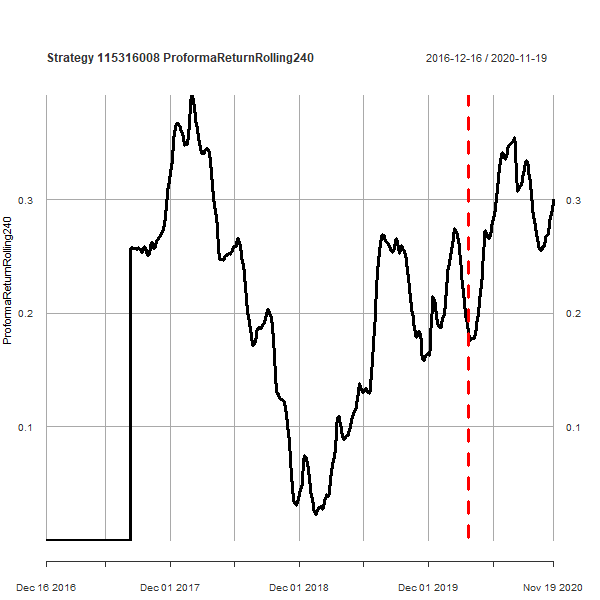 Strategy 115316008 ProformaReturnRolling240
2016-12-16 / 2020-11-19
ProformaReturnRolling240
0.3
0.3
0.2
0.2
0.1
0.1
Dec 16 2016
Dec 01 2017
Dec 01 2018
Dec 01 2019
Nov 19 2020